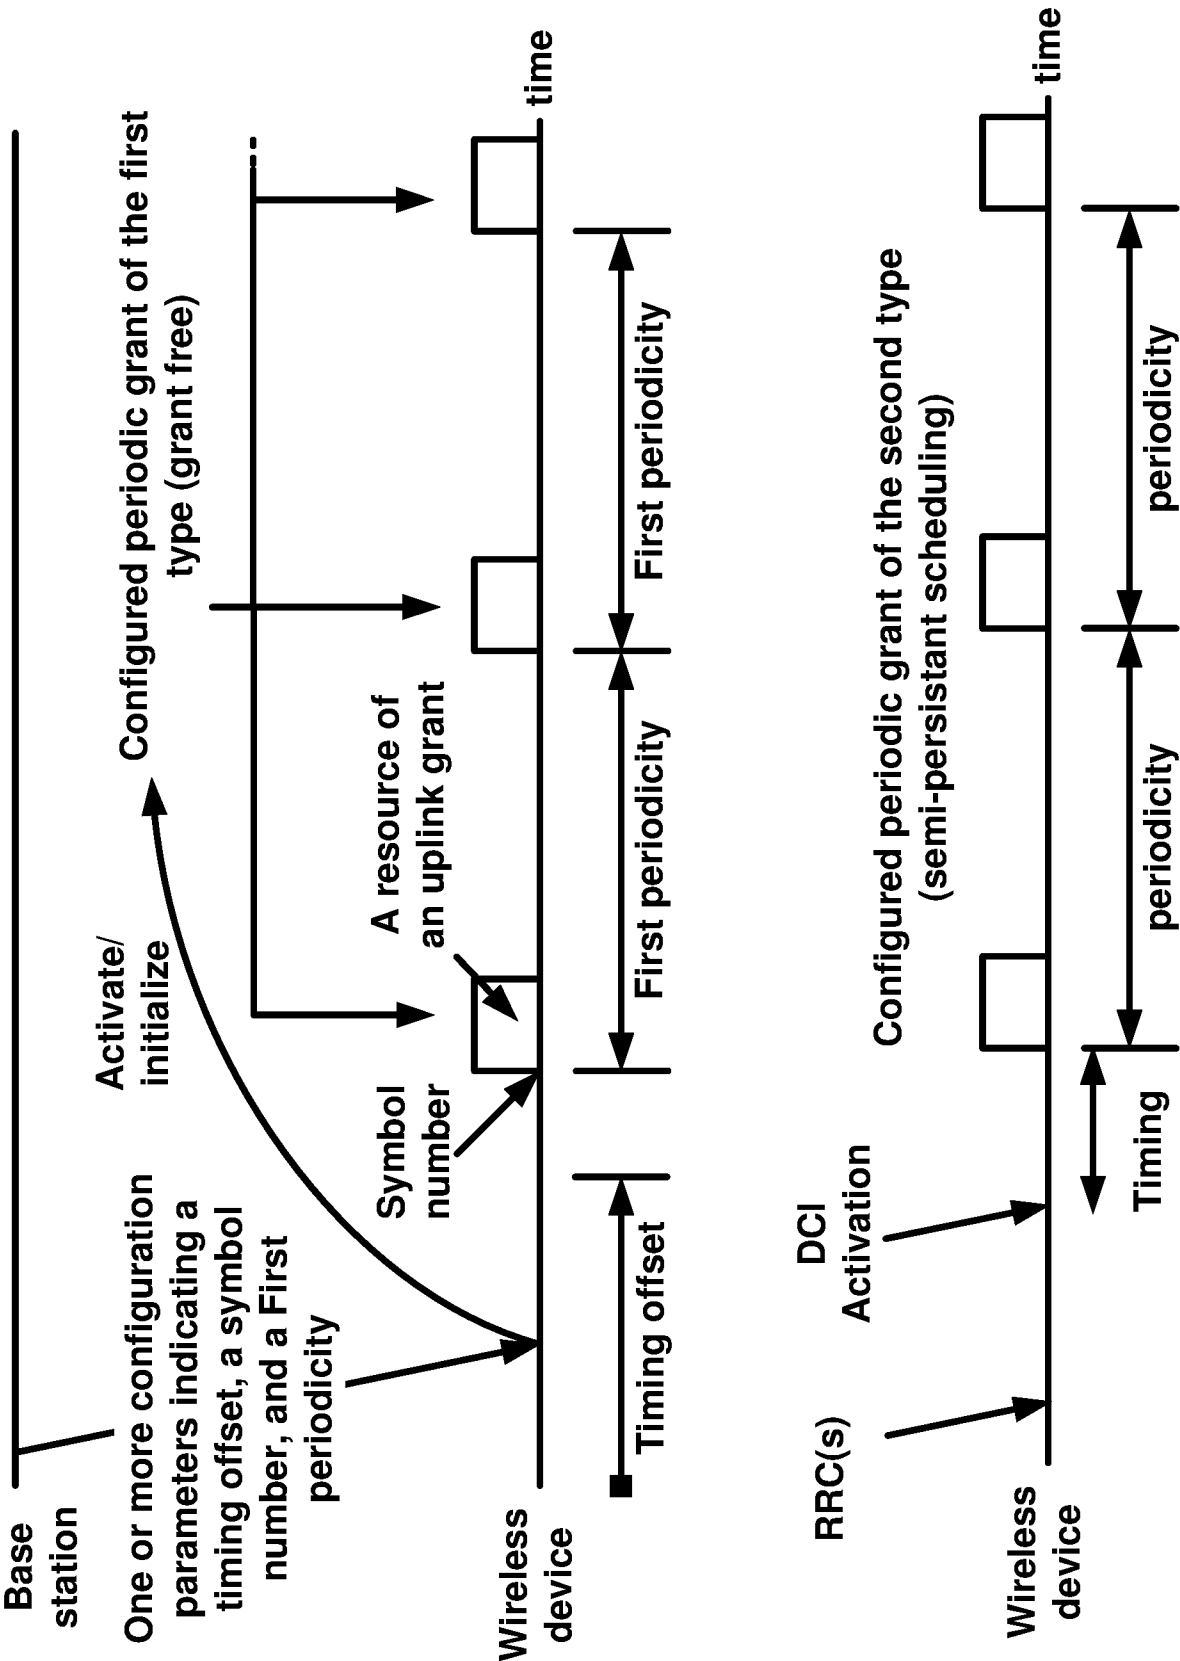 Base
station
One or more configuration
parameters indicating a
timing offset, a symbol
number, and a First
periodicity
Activate/
initialize
Configured periodic grant of the first
type (grant free)
Symbol
number
A resource of
an uplink grant
Wireless
device
time
Timing offset
First periodicity
First periodicity
RRC(s)
DCI
Activation
Configured periodic grant of the second type
(semi-persistant scheduling)
Wireless
device
time
Timing
periodicity
periodicity